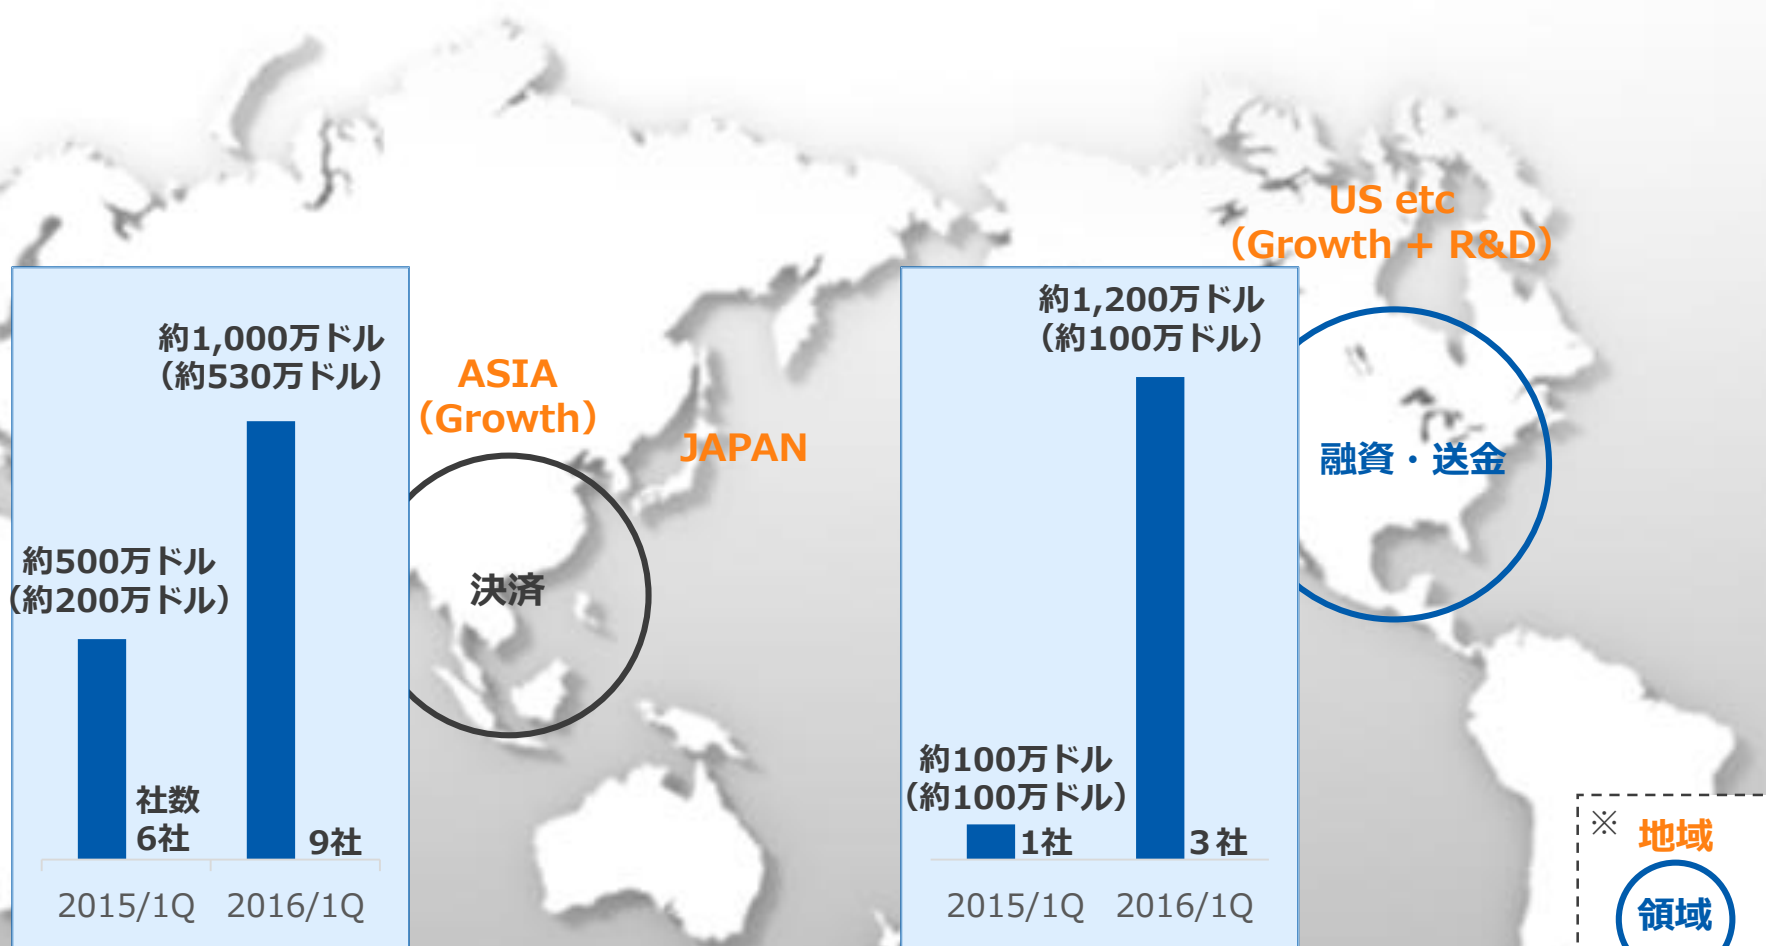 US etc
（Growth + R&D）
約1,200万ドル
（約100万ドル）
約1,000万ドル
（約530万ドル）
ASIA
（Growth）
JAPAN
融資・送金
約500万ドル
（約200万ドル）
決済
約100万ドル
（約100万ドル）
社数
6社
9社
1社
3社
2015/1Q
2016/1Q
2015/1Q
2016/1Q
※
地域
領域